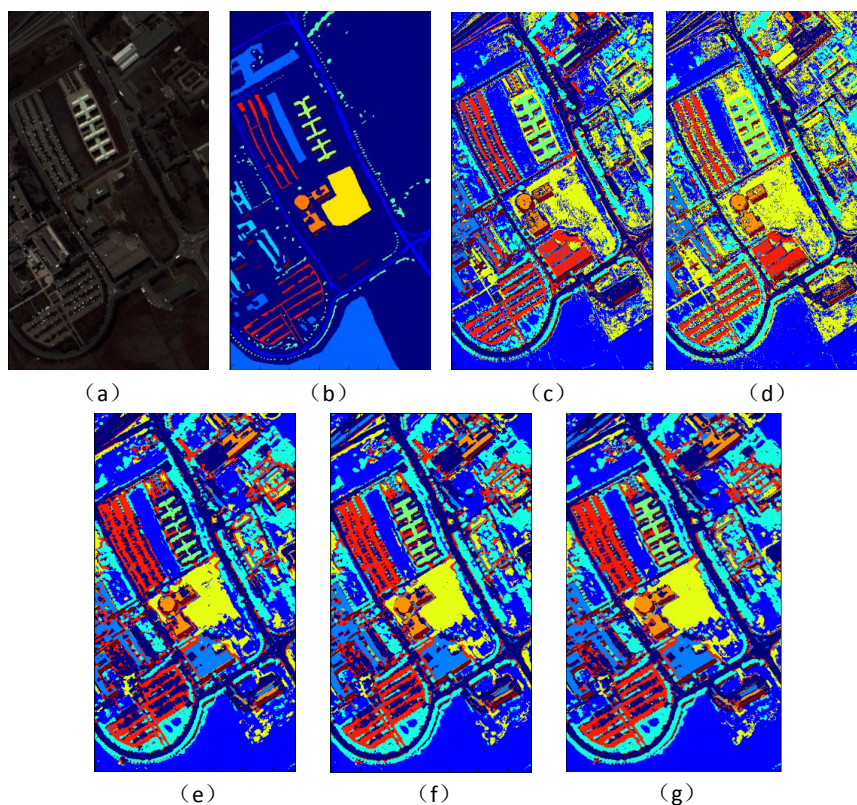 （a）
（b）
（c）
（d）
（e）
（f）
（g）